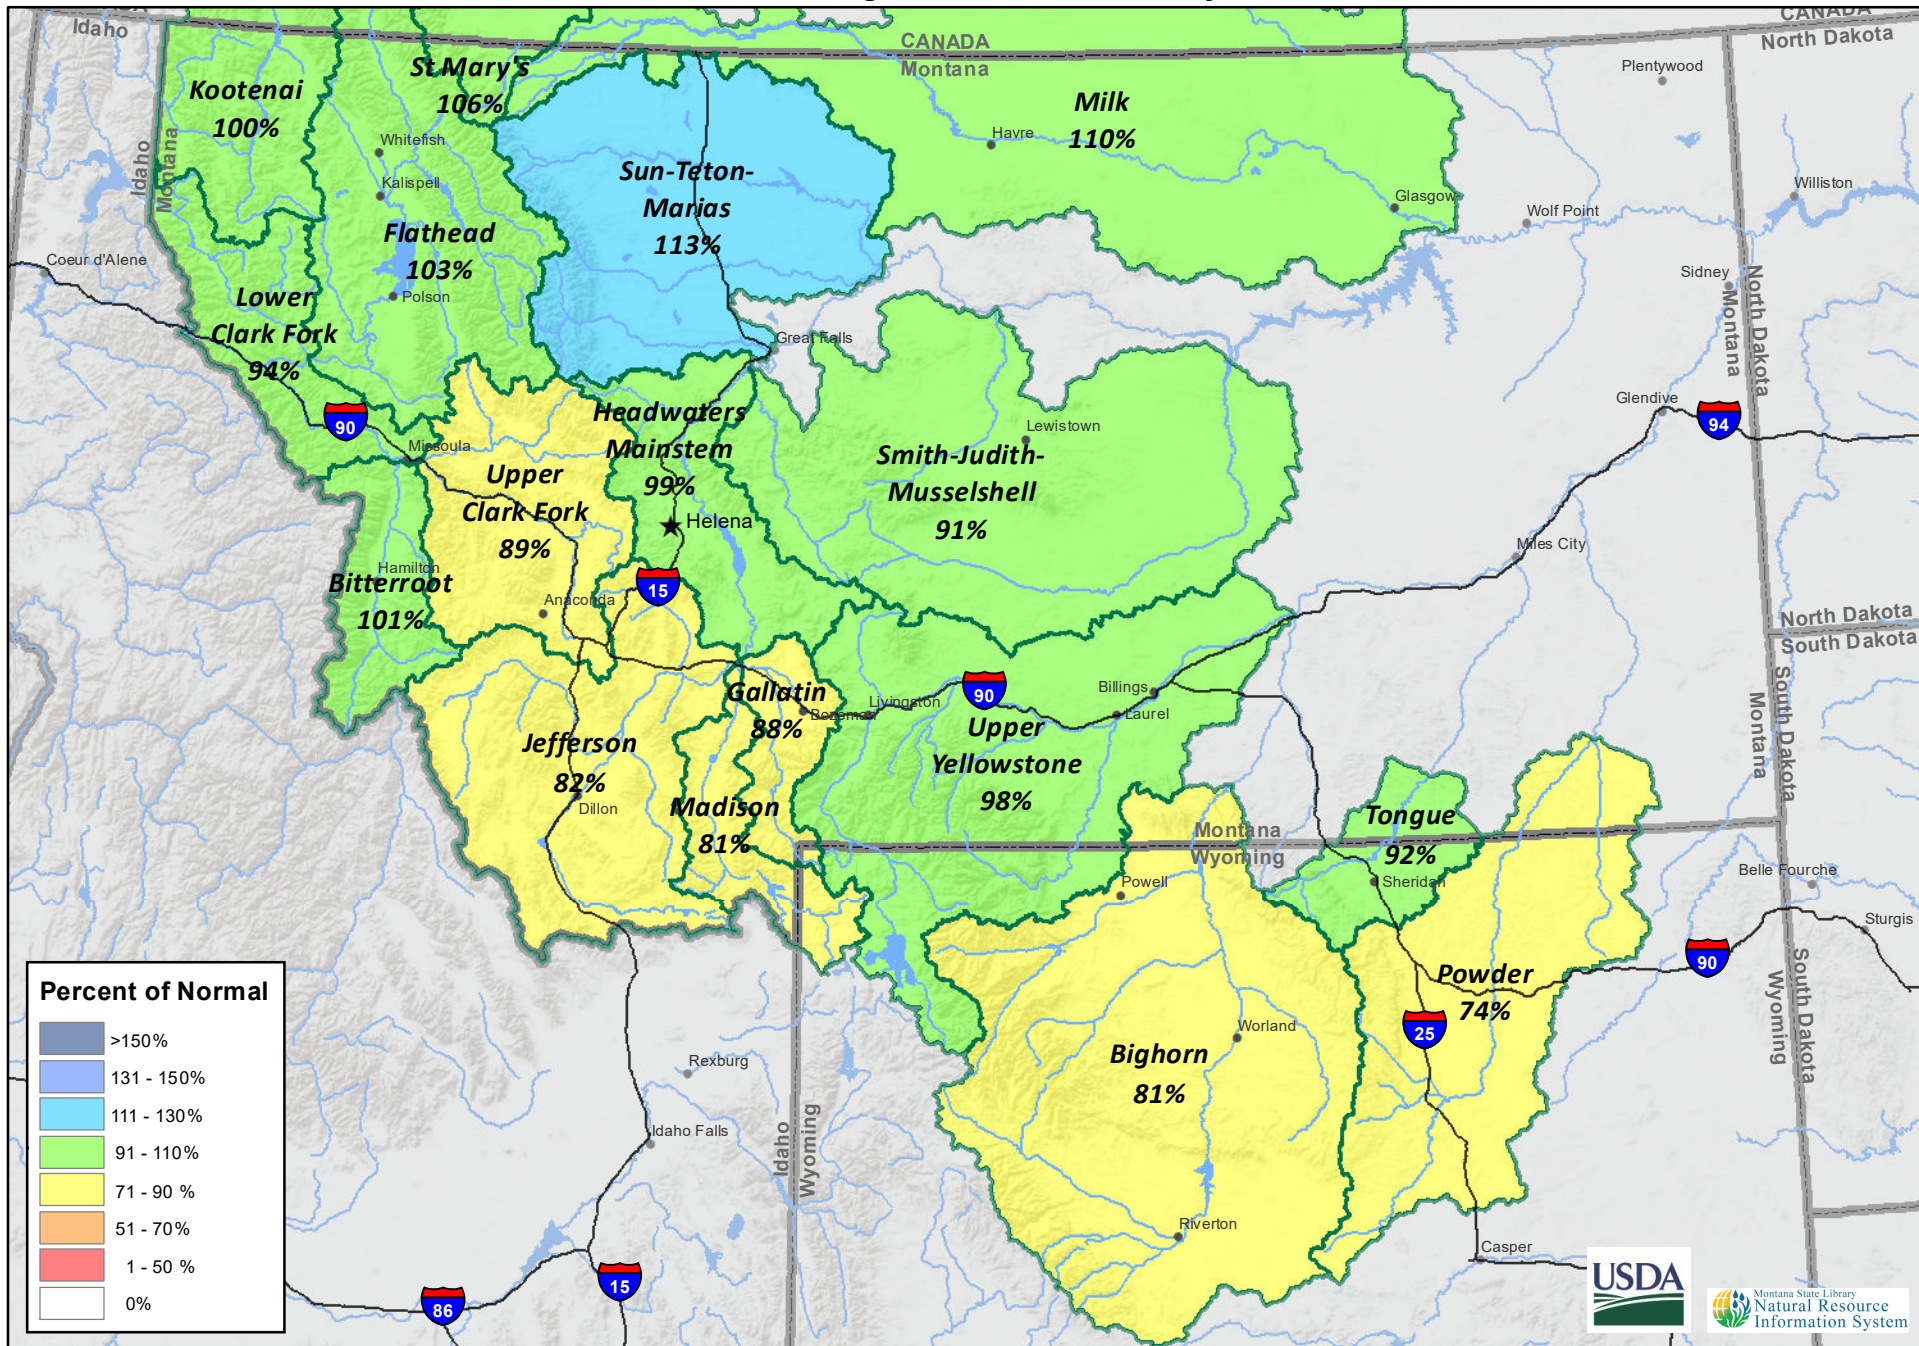 CANADA
Idaho
CANADA
Montana
CANADA
North Dakota
Plentywood
St Mary's
106%
Kootenai
100%
Milk
110%
Havre
Whitefish
Idaho
Montana
Kalispell
Sun-Teton-
Marias
113%
Williston
Glasgow
Wolf Point
Flathead
103%
Coeur d'Alene
Polson
Sidney
North Dakota
Montana
Lower
Clark Fork
94%
Great Falls
Glendive
94
90
Headwaters
Mainstem
99%
Lewistown
Missoula
Smith-Judith-
Musselshell
91%
Upper
Clark Fork
89%
Helena
Miles City
Hamilton
Bitterroot
101%
15
Anaconda
North Dakota
South Dakota
Gallatin
88%
Livingston
Bozeman
90
Billings
Laurel
South Dakota
Montana
Jefferson
82%
Dillon
Upper
Yellowstone
98%
Madison
81%
Tongue
92%
Montana
Wyoming
Powell
Sheridan
Belle Fourche
Sturgis
90
Powder
74%
South Dakota
Wyoming
25
Worland
Bighorn
81%
Rexburg
Idaho Falls
Idaho
Wyoming
Riverton
Casper
15
86
Percent of Normal
>150%
131 - 150%
111 - 130%
91 - 110%
71 - 90 %
51 - 70%
1 - 50 %
0%
USDA
Montana State Library
Natural Resource
Information System